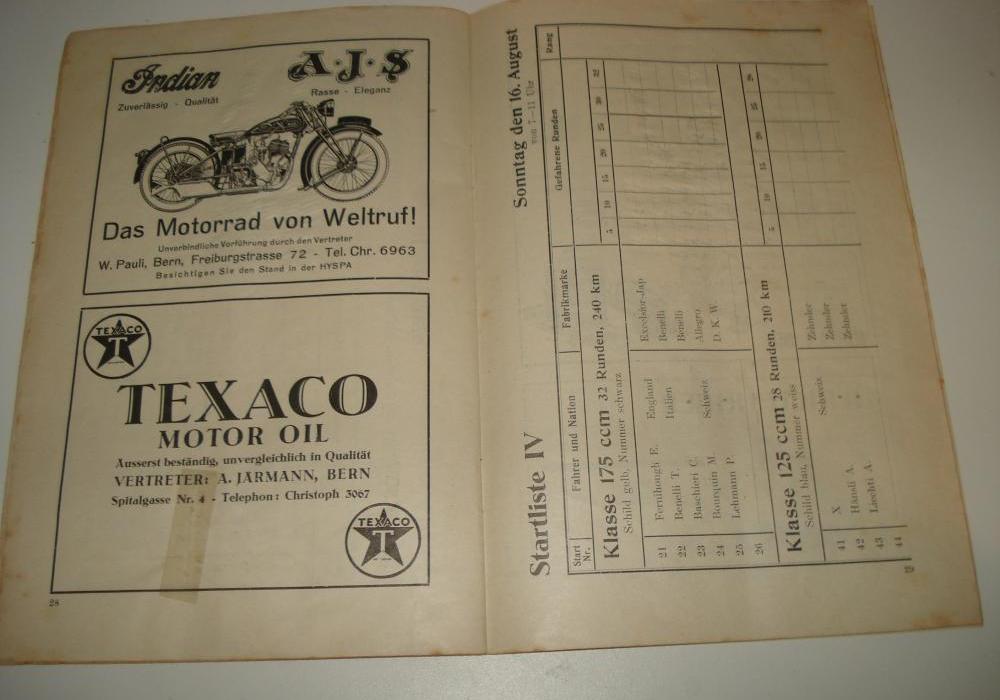 Indian
A·J·S
Zuverlässig - Qualität
Rasse - Eleganz
Das Motorrad von Weltruf!
Unverbindliche Vorführung durch den Vertreter
W. Pauli, Bern, Freiburgstrasse 72 - Tel. Chr. 6963
Besichtigen Sie den Stand in der HYSPA
TEXACO
T
TEXACO
MOTOR OIL
Äusserst beständig, unvergleichlich in Qualität
VERTRETER: A. JÄRMANN, BERN
Spitalgasse Nr. 4 - Telephon: Christoph 3067
TEXACO
T
28
Startliste IV Sonntag den 16. August
von 7—11 Uhr
Start Nr. Fahrer und Nation Fabrikmarke Gefahrene Runden Rang
Klasse 175 ccm 32 Runden, 240 km 5 10 15 20 25 30 32
Schild gelb, Nummer schwarz
21 Fernihough E. England Excelsior-Jap
22 Benelli T. Italien Benelli
23 Baschieri C. " Benelli
24 Bourquin M. Schweiz Allegro
25 Lehmann P. " D. K. W.
26
Klasse 125 ccm 28 Runden, 210 km 5 10 15 20 25 28
Schild blau, Nummer weiss
41 X Schweiz Zehnder
42 Händi A. " Zehnder
43 Liechti A. " Zehnder
44